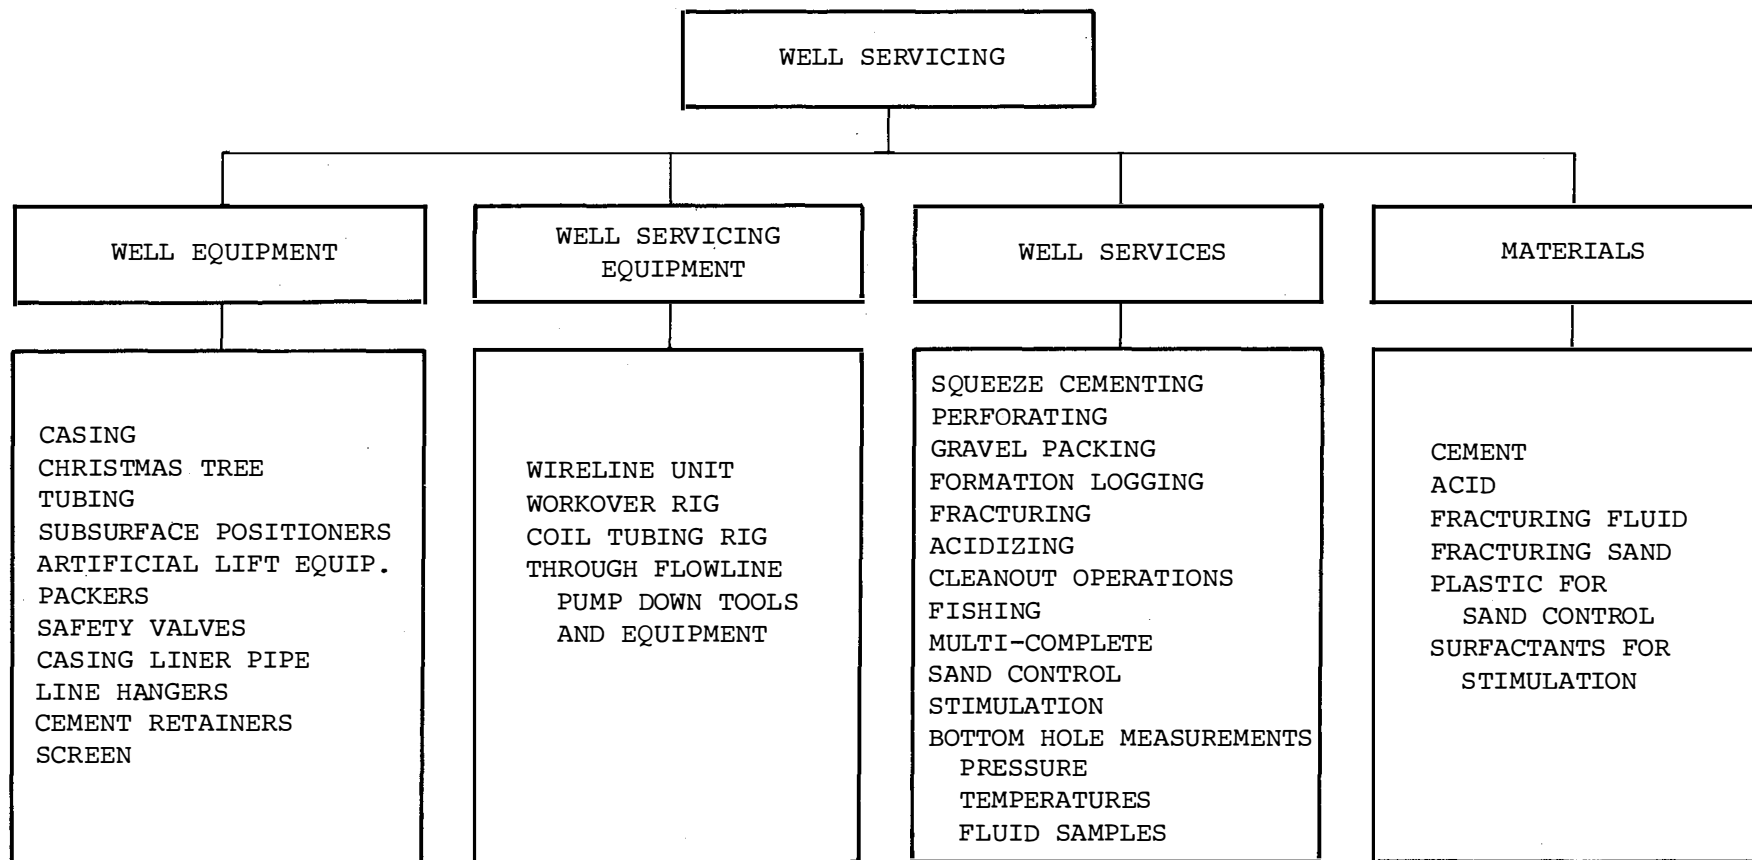 WELL SERVICING
WELL EQUIPMENT
WELL SERVICING
EQUIPMENT
WELL SERVICES
MATERIALS
CASING
CHRISTMAS TREE
TUBING
SUBSURFACE POSITIONERS
ARTIFICIAL LIFT EQUIP.
PACKERS
SAFETY VALVES
CASING LINER PIPE
LINE HANGERS
CEMENT RETAINERS
SCREEN
WIRELINE UNIT
WORKOVER RIG
COIL TUBING RIG
THROUGH FLOWLINE
PUMP DOWN TOOLS
AND EQUIPMENT
SQUEEZE CEMENTING
PERFORATING
GRAVEL PACKING
FORMATION LOGGING
FRACTURING
ACIDIZING
CLEANOUT OPERATIONS
FISHING
MULTI-COMPLETE
SAND CONTROL
STIMULATION
BOTTOM HOLE MEASUREMENTS
PRESSURE
TEMPERATURES
FLUID SAMPLES
CEMENT
ACID
FRACTURING FLUID
FRACTURING SAND
PLASTIC FOR
SAND CONTROL
SURFACTANTS FOR
STIMULATION